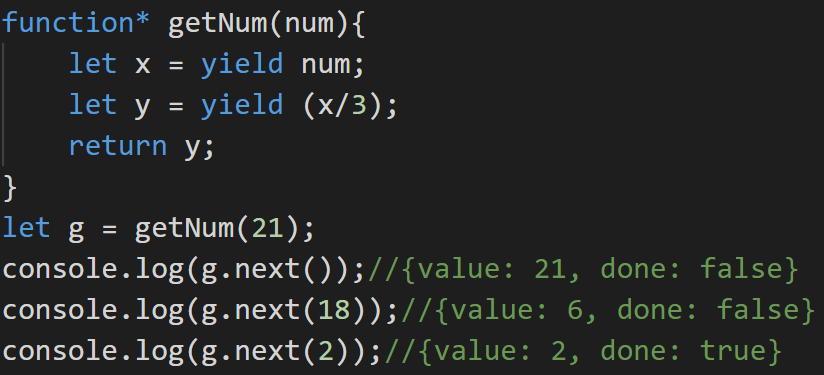 function* getNum(num){
    let x = yield num;
    let y = yield (x/3);
    return y;
}
let g = getNum(21);
console.log(g.next());//{value: 21, done: false}
console.log(g.next(18));//{value: 6, done: false}
console.log(g.next(2));//{value: 2, done: true}